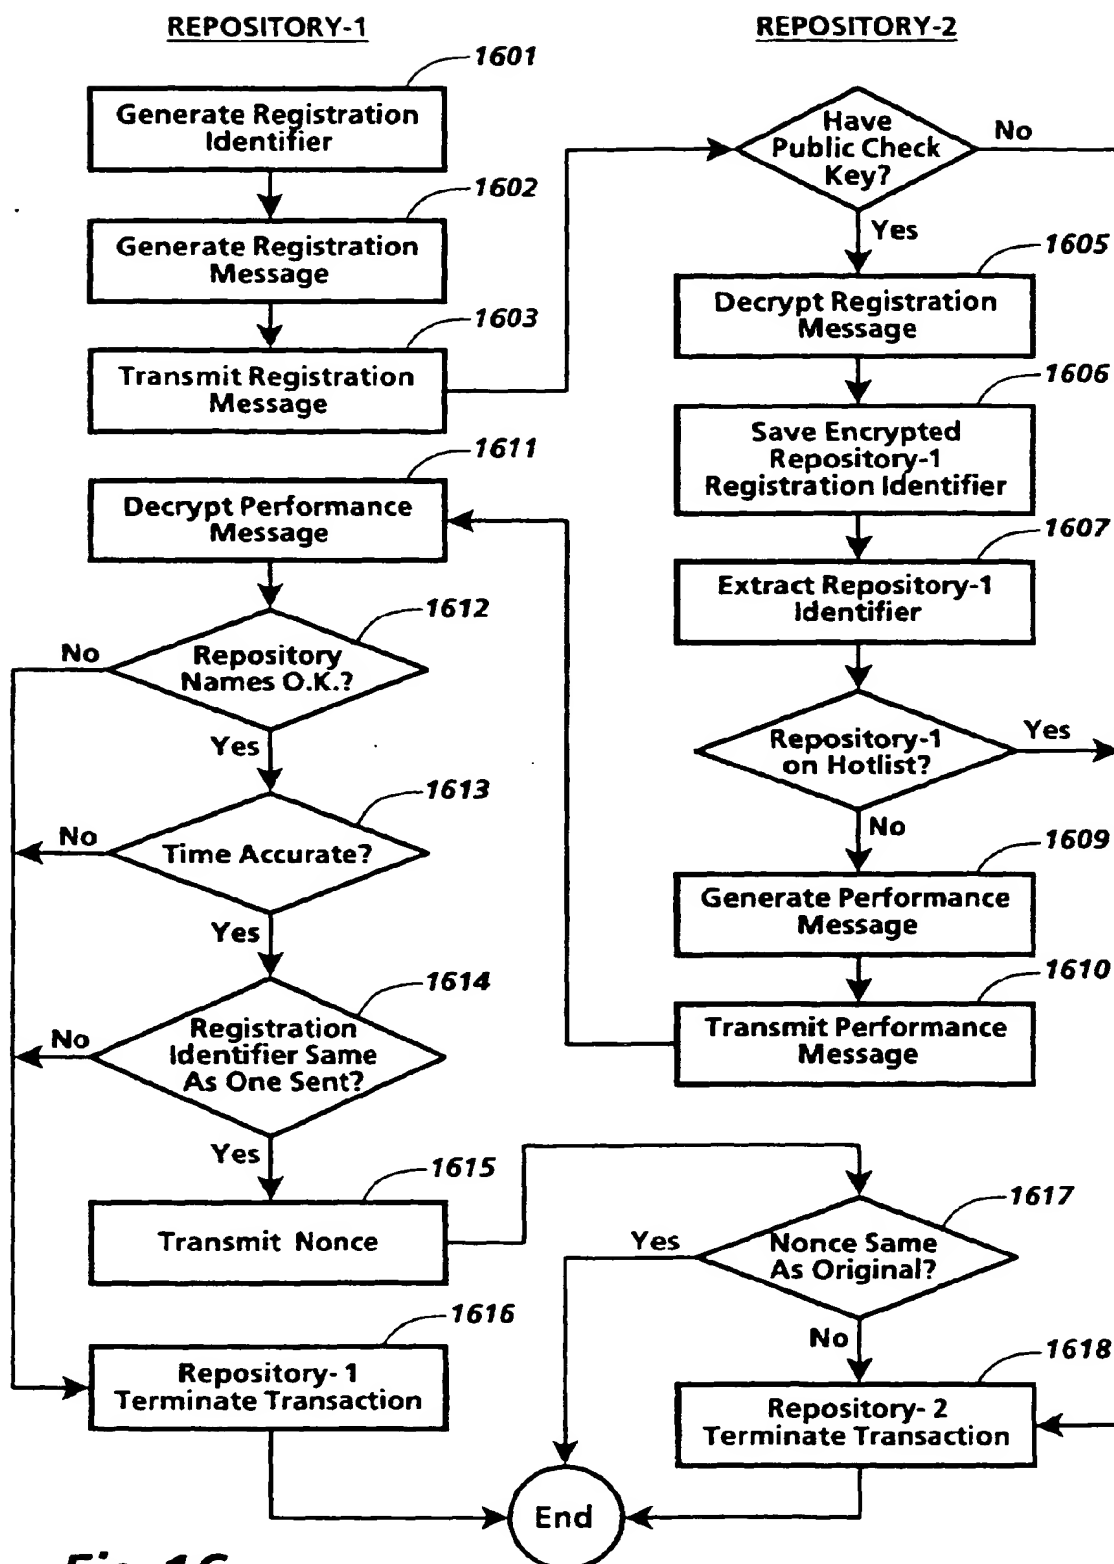 REPOSITORY-1
1601
Generate Registration
Identifier
1602
Generate Registration
Message
1603
Transmit Registration
Message
1611
Decrypt Performance
Message
1612
Repository
Names O.K.?
No
Yes
1613
Time Accurate?
No
Yes
1614
Registration
Identifier Same
As One Sent?
No
Yes
1615
Transmit Nonce
1616
Repository- 1
Terminate Transaction
REPOSITORY-2
Have
Public Check
Key?
No
Yes
1605
Decrypt Registration
Message
1606
Save Encrypted
Repository-1
Registration Identifier
1607
Extract Repository-1
Identifier
Repository-1
on Hotlist?
Yes
No
1609
Generate Performance
Message
1610
Transmit Performance
Message
1617
Nonce Same
As Original?
Yes
No
1618
Repository- 2
Terminate Transaction
End
Fig. 16